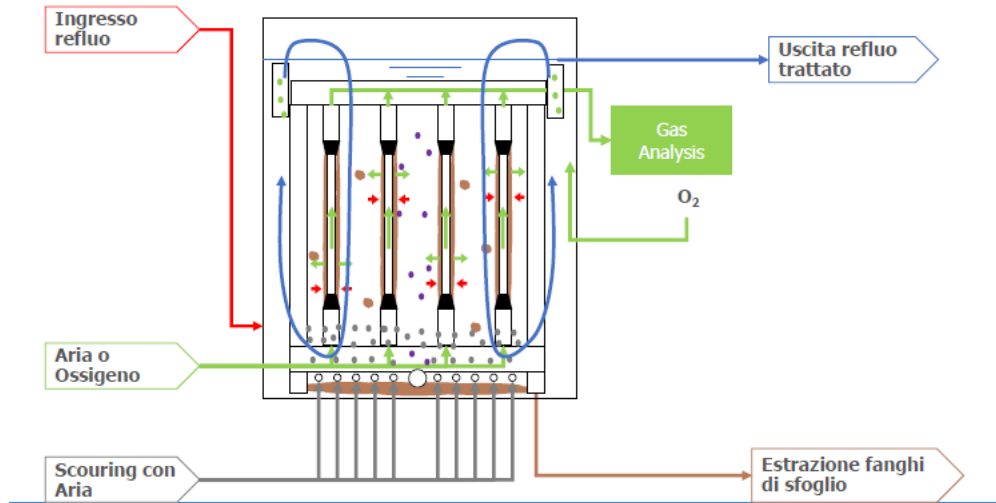 Ingresso
refluo
Uscita refluo
trattato
Gas
Analysis
O₂
Aria o
Ossigeno
Scouring con
Aria
Estrazione fanghi
di sfoglio